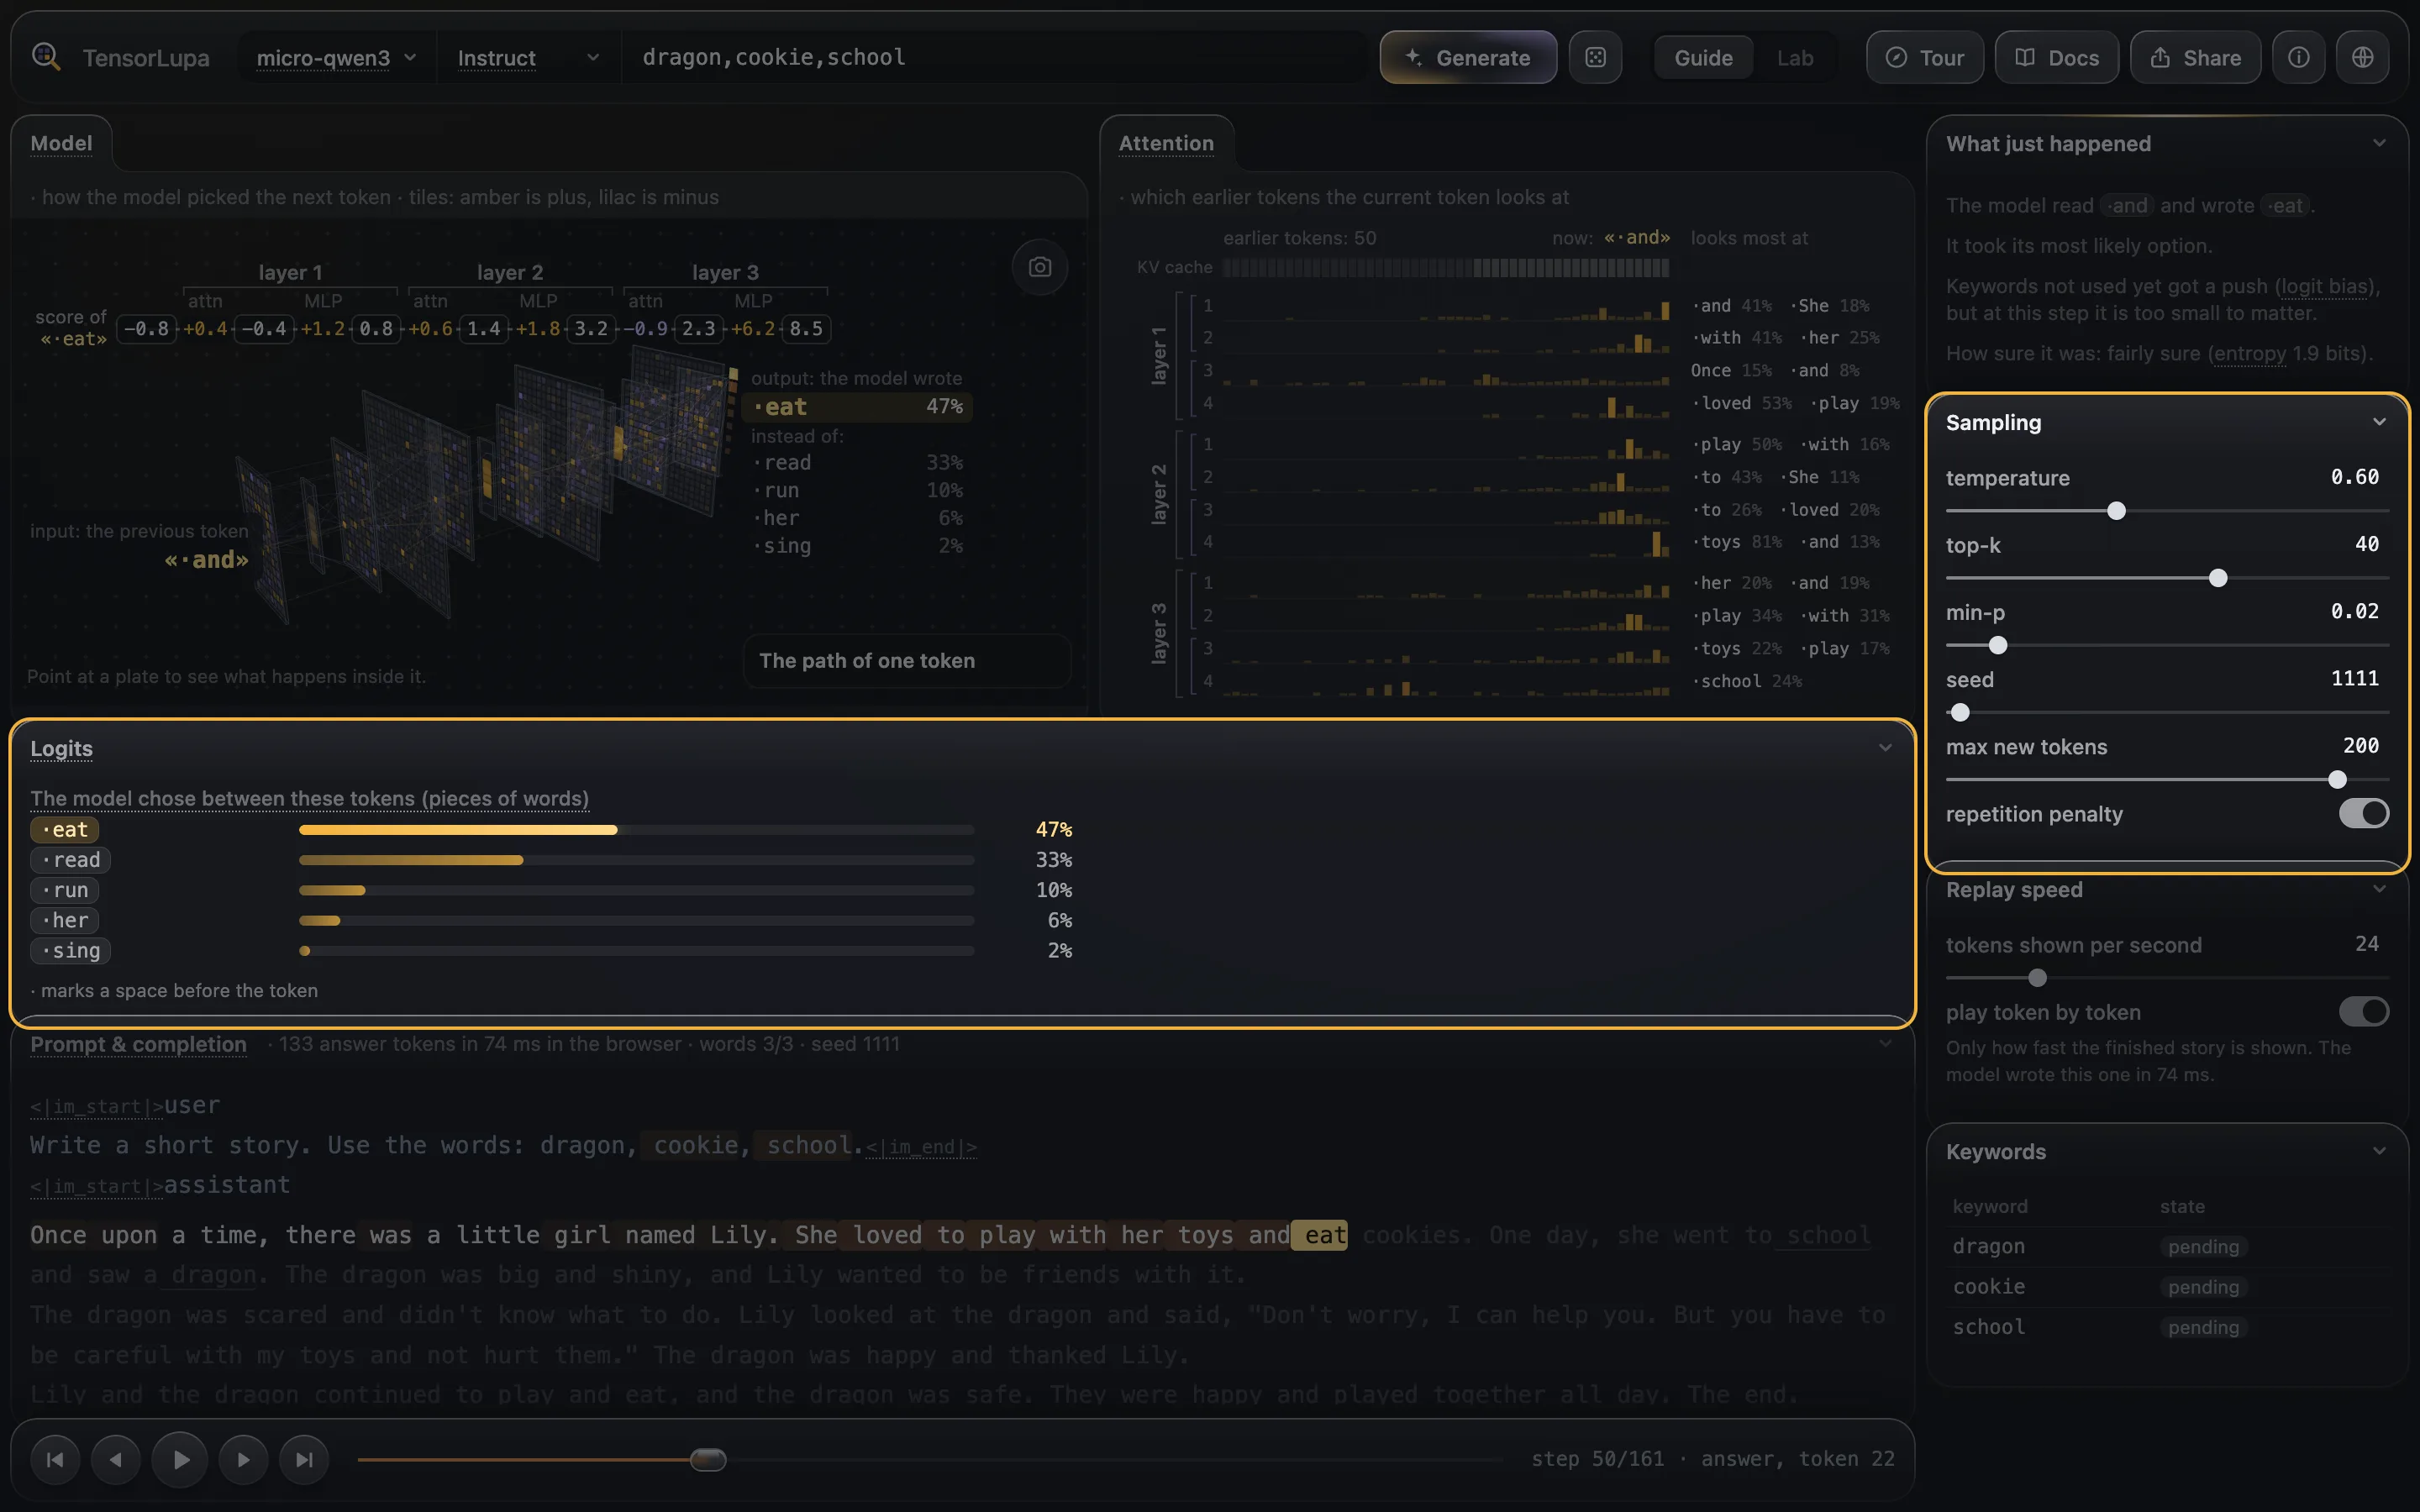 TensorLupa micro-qwen3 Instruct dragon,cookie,school Generate Guide Lab Tour Docs Share
Model
· how the model picked the next token · tiles: amber is plus, lilac is minus
layer 1 layer 2 layer 3
attn MLP attn MLP attn MLP
score of «·eat» −0.8 +0.4 −0.4 +1.2 0.8 +0.6 1.4 +1.8 3.2 −0.9 2.3 +6.2 8.5
output: the model wrote
·eat 47%
instead of:
·read 33%
·run 10%
·her 6%
·sing 2%
input: the previous token
«·and»
The path of one token
Point at a plate to see what happens inside it.
Attention
· which earlier tokens the current token looks at
earlier tokens: 50 now: «·and» looks most at
KV cache
layer 1
1 ·and 41% ·She 18%
2 ·with 41% ·her 25%
3 Once 15% ·and 8%
4 ·loved 53% ·play 19%
layer 2
1 ·play 50% ·with 16%
2 ·to 43% ·She 11%
3 ·to 26% ·loved 20%
4 ·toys 81% ·and 13%
layer 3
1 ·her 20% ·and 19%
2 ·play 34% ·with 31%
3 ·toys 22% ·play 17%
4 ·school 24%
Logits
The model chose between these tokens (pieces of words)
·eat 47%
·read 33%
·run 10%
·her 6%
·sing 2%
· marks a space before the token
Prompt & completion · 133 answer tokens in 74 ms in the browser · words 3/3 · seed 1111
<|im_start|>user
Write a short story. Use the words: dragon, cookie, school.<|im_end|>
<|im_start|>assistant
Once upon a time, there was a little girl named Lily. She loved to play with her toys and eat cookies. One day, she went to school
and saw a dragon. The dragon was big and shiny, and Lily wanted to be friends with it.
The dragon was scared and didn't know what to do. Lily looked at the dragon and said, "Don't worry, I can help you. But you have to
be careful with my toys and not hurt them." The dragon was happy and thanked Lily.
Lily and the dragon continued to play and eat, and the dragon was safe. They were happy and played together all day. The end.
step 50/161 · answer, token 22
What just happened
The model read ·and and wrote ·eat.
It took its most likely option.
Keywords not used yet got a push (logit bias),
but at this step it is too small to matter.
How sure it was: fairly sure (entropy 1.9 bits).
Sampling
temperature 0.60
top-k 40
min-p 0.02
seed 1111
max new tokens 200
repetition penalty
Replay speed
tokens shown per second 24
play token by token
Only how fast the finished story is shown. The
model wrote this one in 74 ms.
Keywords
keyword state
dragon pending
cookie pending
school pending